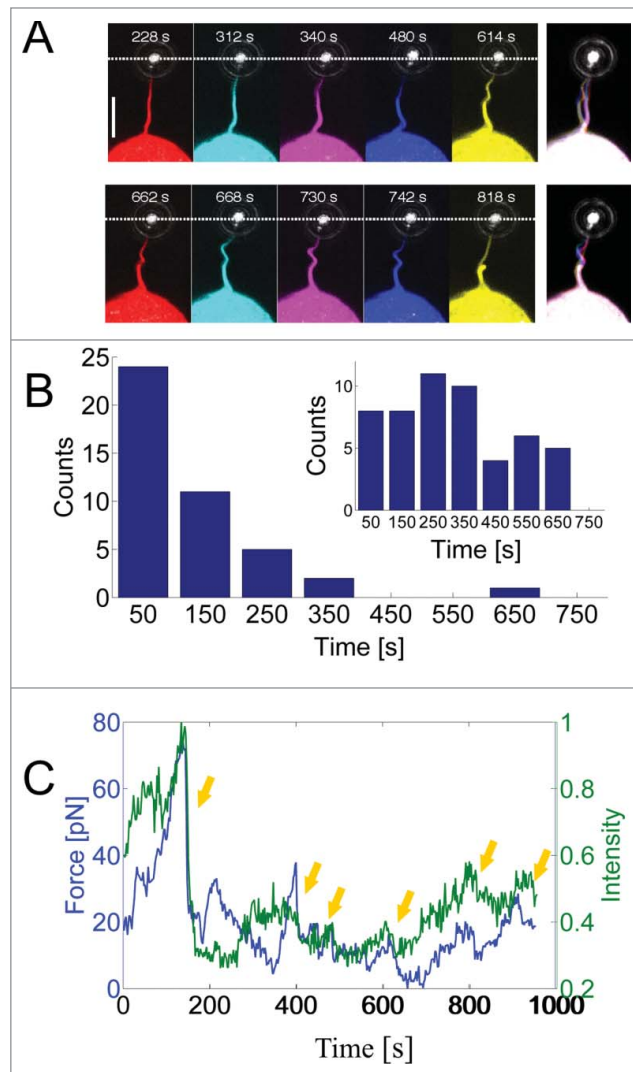 A
228 s 312 s 340 s 480 s 614 s
662 s 668 s 730 s 742 s 818 s
B
25
20
15
10
5
0
Counts
50 150 250 350 450 550 650 750
Time [s]
10
5
0
Counts
50 150 250 350 450 550 650 750
Time [s]
C
80
60
40
20
0
Force [pN]
1
0.8
0.6
0.4
0.2
Intensity
0 200 400 600 800 1000
Time [s]